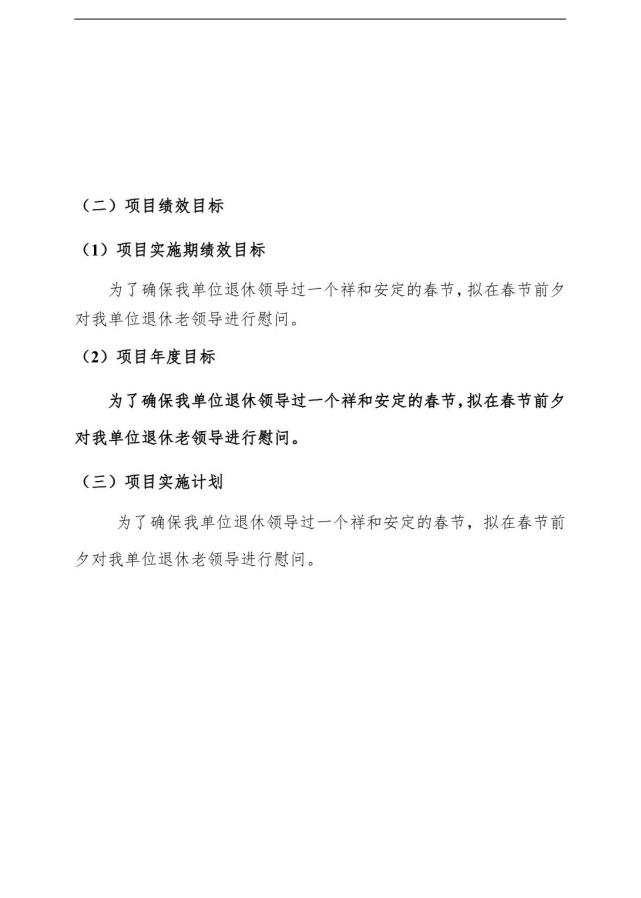 （二）项目绩效目标
（1）项目实施期绩效目标
为了确保我单位退休领导过一个祥和安定的春节，拟在春节前夕
对我单位退休老领导进行慰问。
（2）项目年度目标
为了确保我单位退休领导过一个祥和安定的春节，拟在春节前夕
对我单位退休老领导进行慰问。
（三）项目实施计划
为了确保我单位退休领导过一个祥和安定的春节，拟在春节前
夕对我单位退休老领导进行慰问。